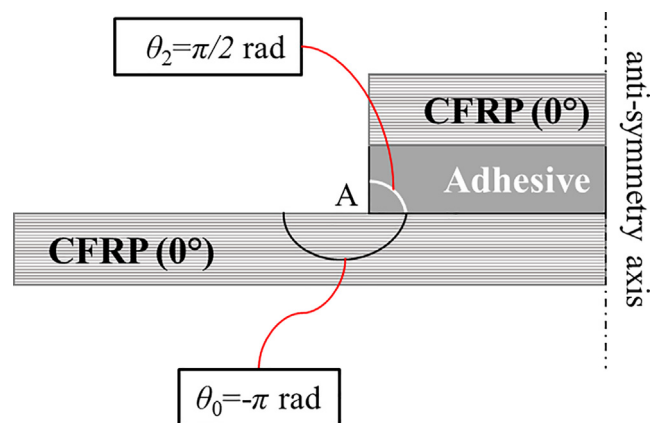 θ₂=π/2 rad
CFRP (0°)
Adhesive
A
CFRP (0°)
anti-symmetry axis
θ₀=-π rad